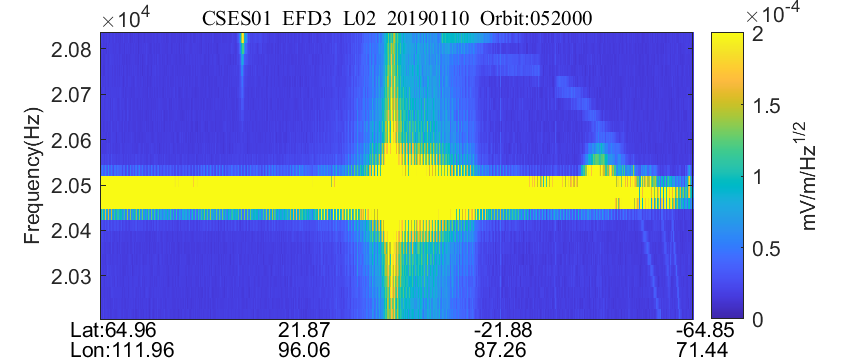 ×10⁴ CSES01 EFD3 L02 20190110 Orbit:052000 ×10⁻⁴
2.08
2.07
2.06
2.05
2.04
2.03
Frequency(Hz)
2
1.5
1
0.5
0
mV/m/Hz^1/2
Lat:64.96 21.87 -21.88 -64.85
Lon:111.96 96.06 87.26 71.44